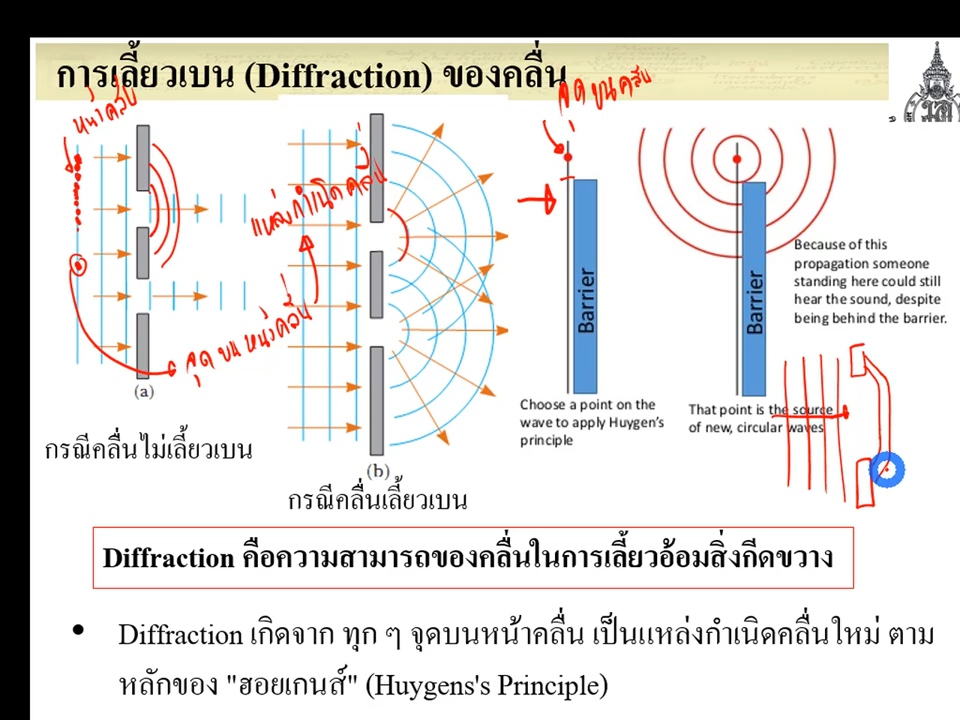 การเลี้ยวเบน (Diffraction) ของคลื่น
หน้าคลื่น
จุดบนคลื่น
แหล่งกำเนิดคลื่น
จุดบนหน้าคลื่น
(a)
กรณีคลื่นไม่เลี้ยวเบน
(b)
กรณีคลื่นเลี้ยวเบน
Barrier
Choose a point on the
wave to apply Huygen's
principle
Barrier
That point is the source
of new, circular waves
Because of this
propagation someone
standing here could still
hear the sound, despite
being behind the barrier.
Diffraction คือความสามารถของคลื่นในการเลี้ยวอ้อมสิ่งกีดขวาง
• Diffraction เกิดจาก ทุก ๆ จุดบนหน้าคลื่น เป็นแหล่งกำเนิดคลื่นใหม่ ตาม
หลักของ "ฮอยเกนส์" (Huygens's Principle)